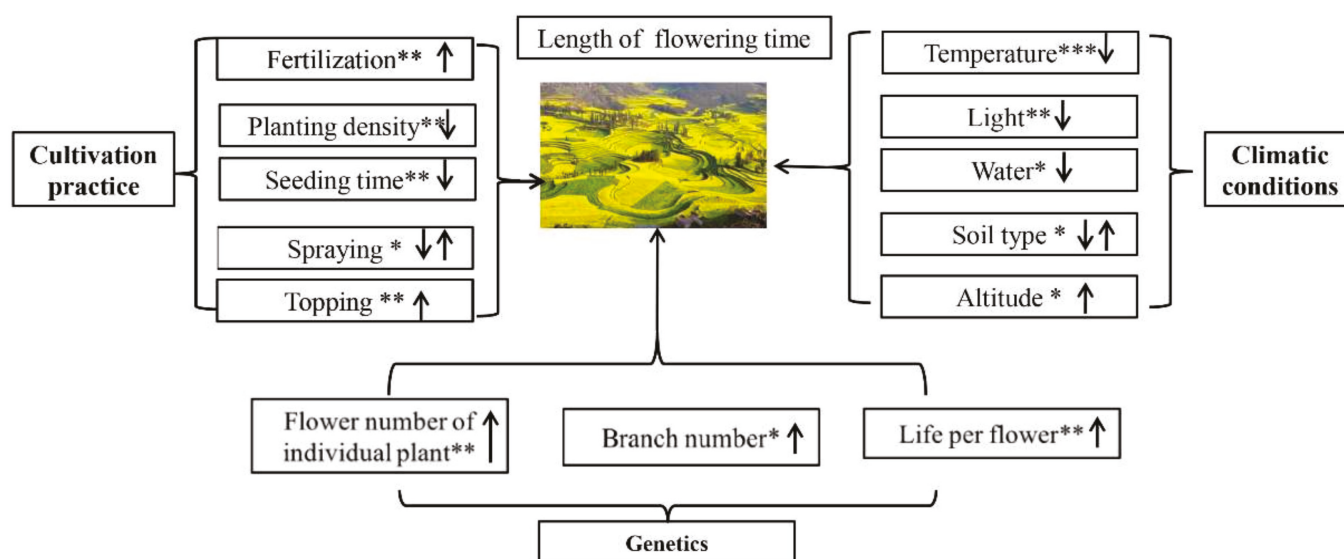 Length of flowering time
Cultivation
practice
Fertilization** ↑
Planting density** ↓
Seeding time** ↓
Spraying * ↓↑
Topping ** ↑
Temperature*** ↓
Light** ↓
Water* ↓
Soil type * ↓↑
Altitude * ↑
Climatic
conditions
Flower number of
individual plant** ↑
Branch number* ↑
Life per flower** ↑
Genetics